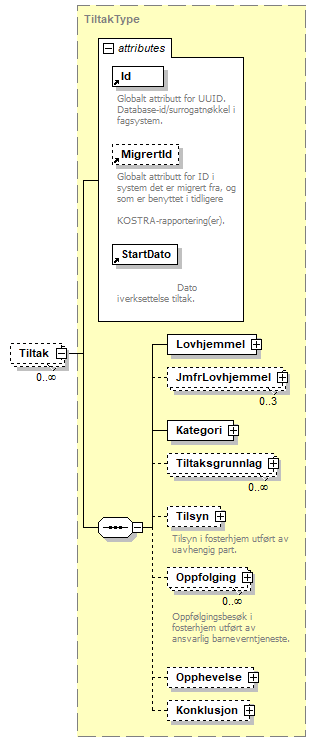 TiltakType
attributes
Id
Globalt attributt for UUID.
Database-id/surrogatnøkkel i
fagsystem.
MigrertId
Globalt attributt for ID i
system det er migrert fra, og
som er benyttet i tidligere
KOSTRA-rapportering(er).
StartDato
Dato
iverksettelse tiltak.
Tiltak
0..∞
Lovhjemmel
JmfrLovhjemmel
0..3
Kategori
Tiltaksgrunnlag
0..∞
Tilsyn
Tilsyn i fosterhjem utført av
uavhengig part.
Oppfolging
0..∞
Oppfølgingsbesøk i
fosterhjem utført av
ansvarlig barneverntjeneste.
Opphevelse
Konklusjon